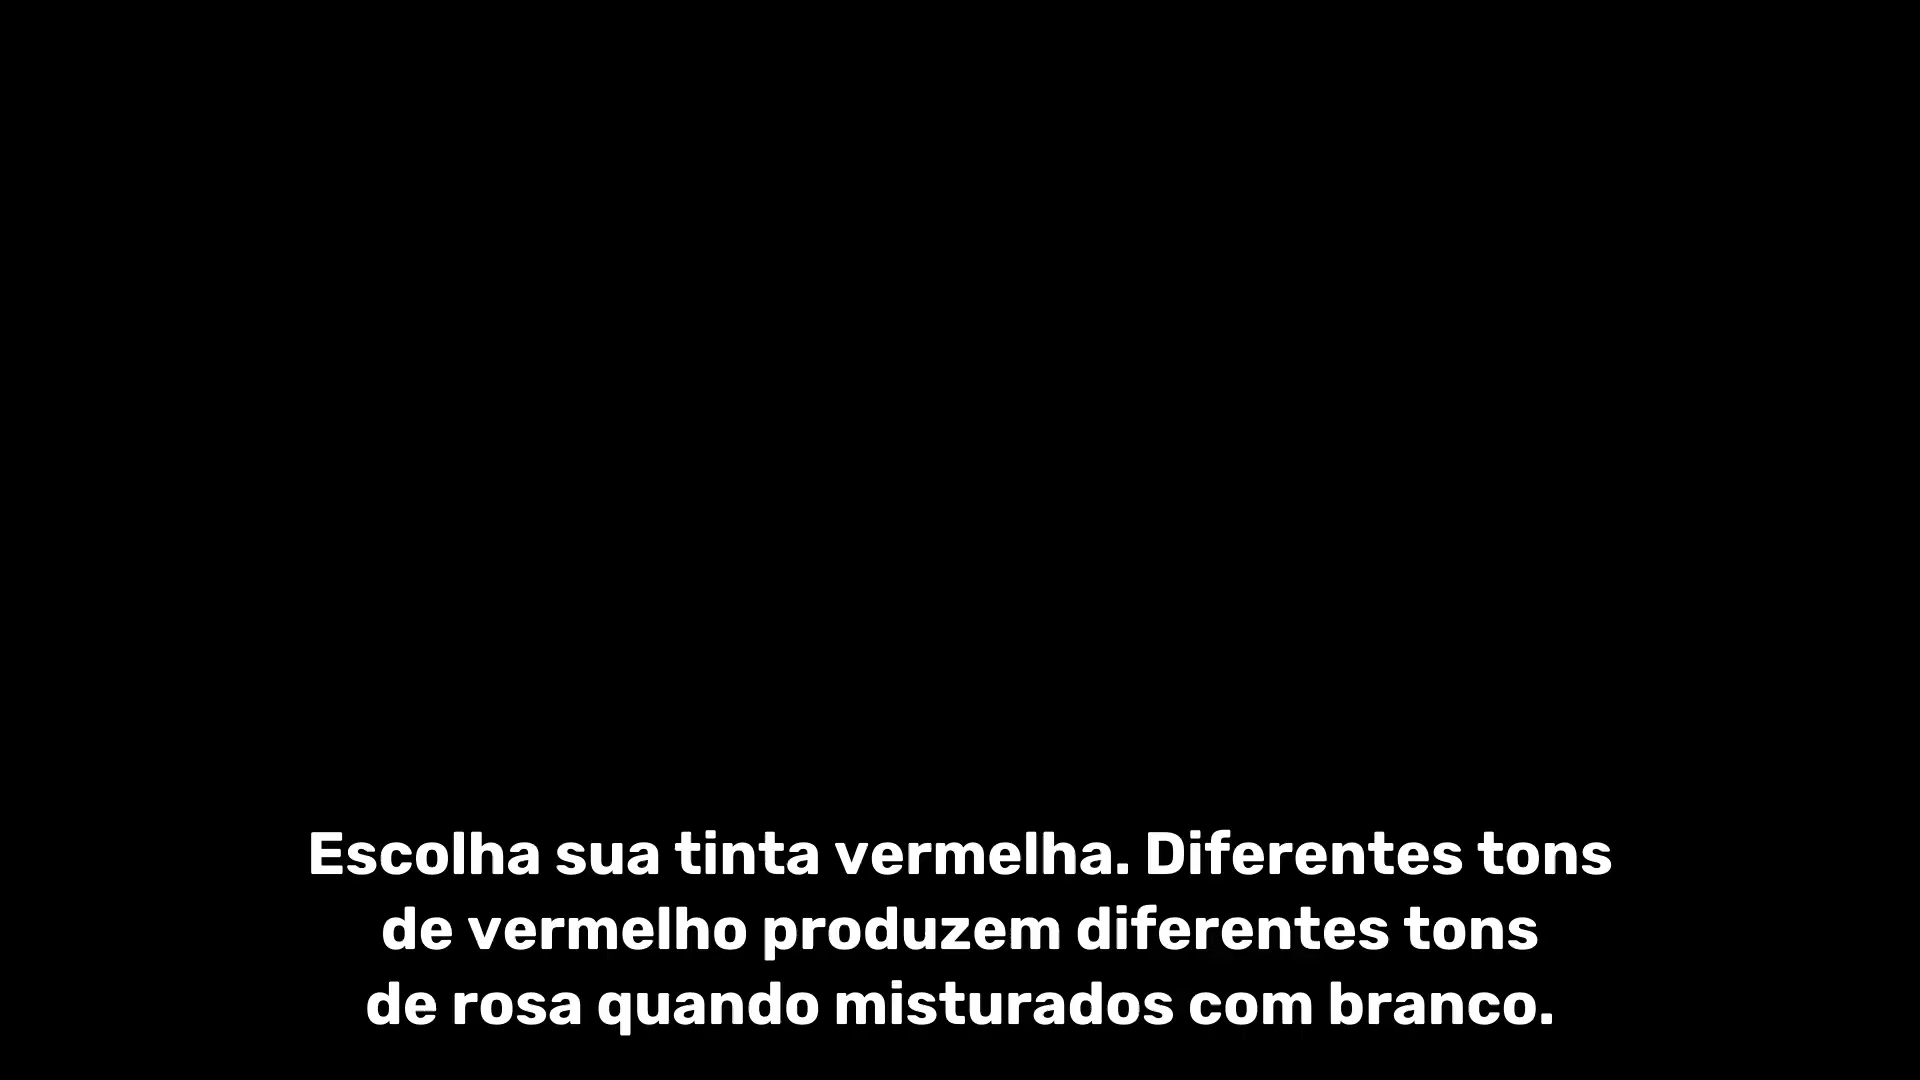 Escolha sua tinta vermelha. Diferentes tons
de vermelho produzem diferentes tons
de rosa quando misturados com branco.